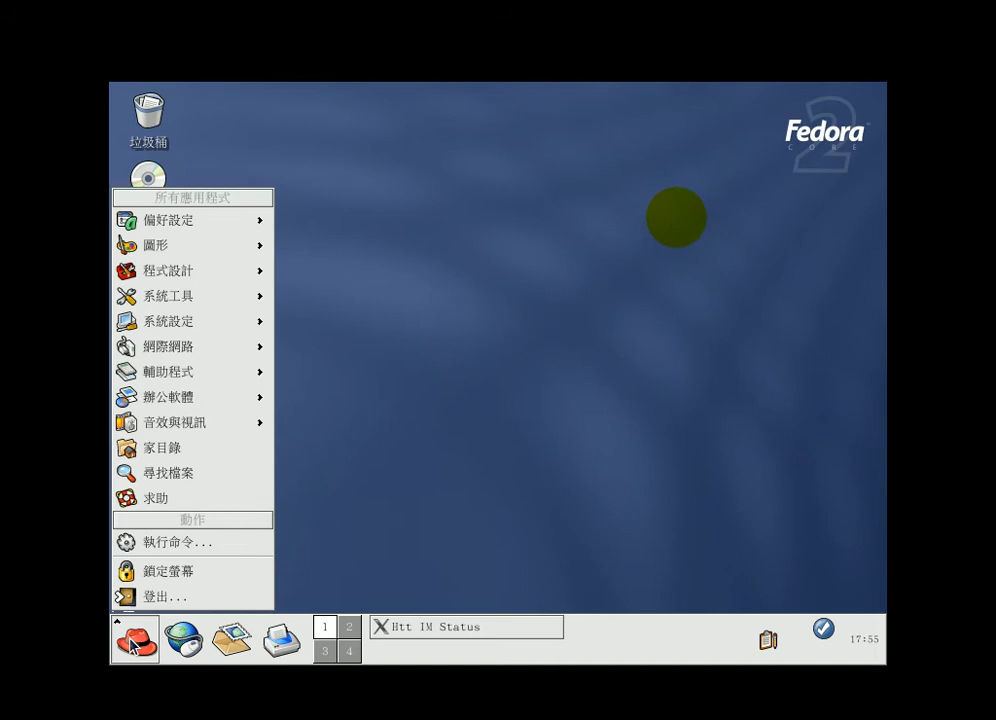 垃圾桶
Fedora
CORE
2
所有應用程式
偏好設定
圖形
程式設計
系統工具
系統設定
網際網路
輔助程式
辦公軟體
音效與視訊
家目錄
尋找檔案
求助
動作
執行命令...
鎖定螢幕
登出...
1 2
3 4
Htt IM Status
17:55